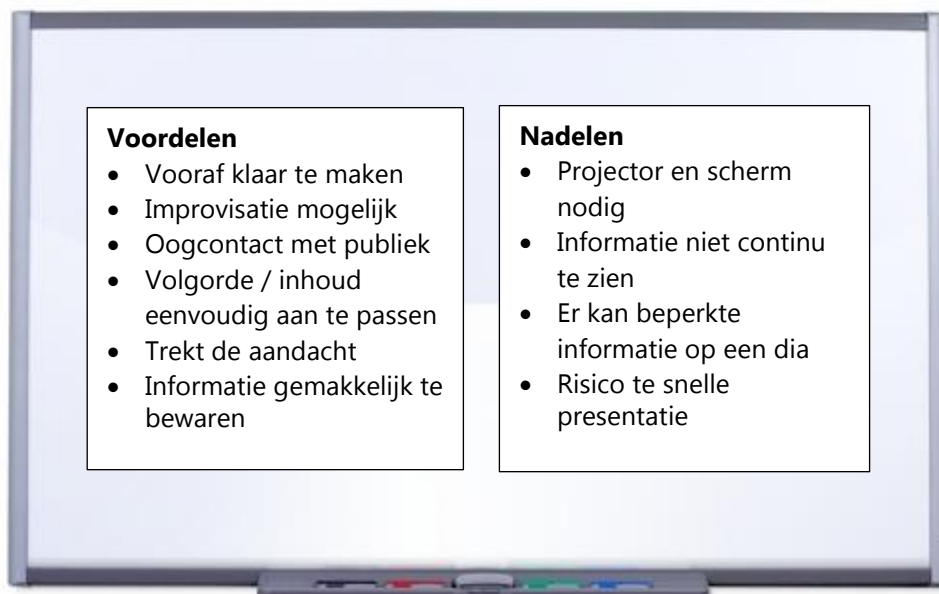 Voordelen
• Vooraf klaar te maken
• Improvisatie mogelijk
• Oogcontact met publiek
• Volgorde / inhoud
eenvoudig aan te passen
• Trekt de aandacht
• Informatie gemakkelijk te
bewaren
Nadelen
• Projector en scherm
nodig
• Informatie niet continu
te zien
• Er kan beperkte
informatie op een dia
• Risico te snelle
presentatie